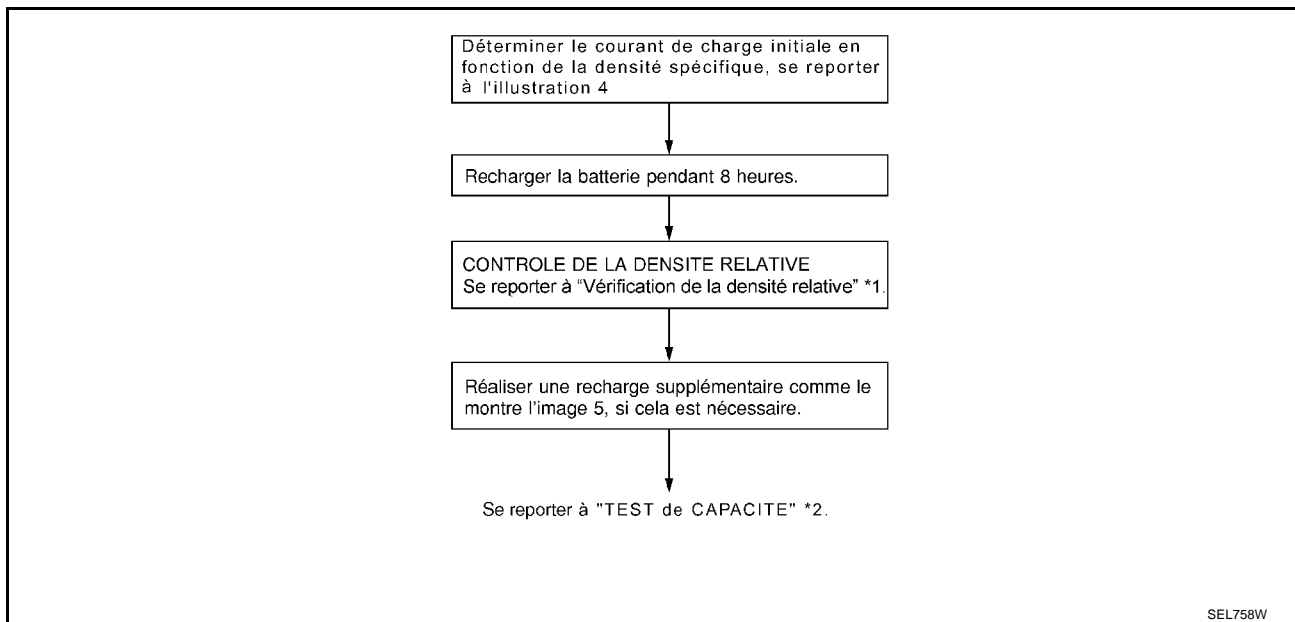 Déterminer le courant de charge initiale en
fonction de la densité spécifique, se reporter
à l'illustration 4
Recharger la batterie pendant 8 heures.
CONTROLE DE LA DENSITE RELATIVE
Se reporter à “Vérification de la densité relative” *1.
Réaliser une recharge supplémentaire comme le
montre l’image 5, si cela est nécessaire.
Se reporter à "TEST de CAPACITE" *2.
SEL758W